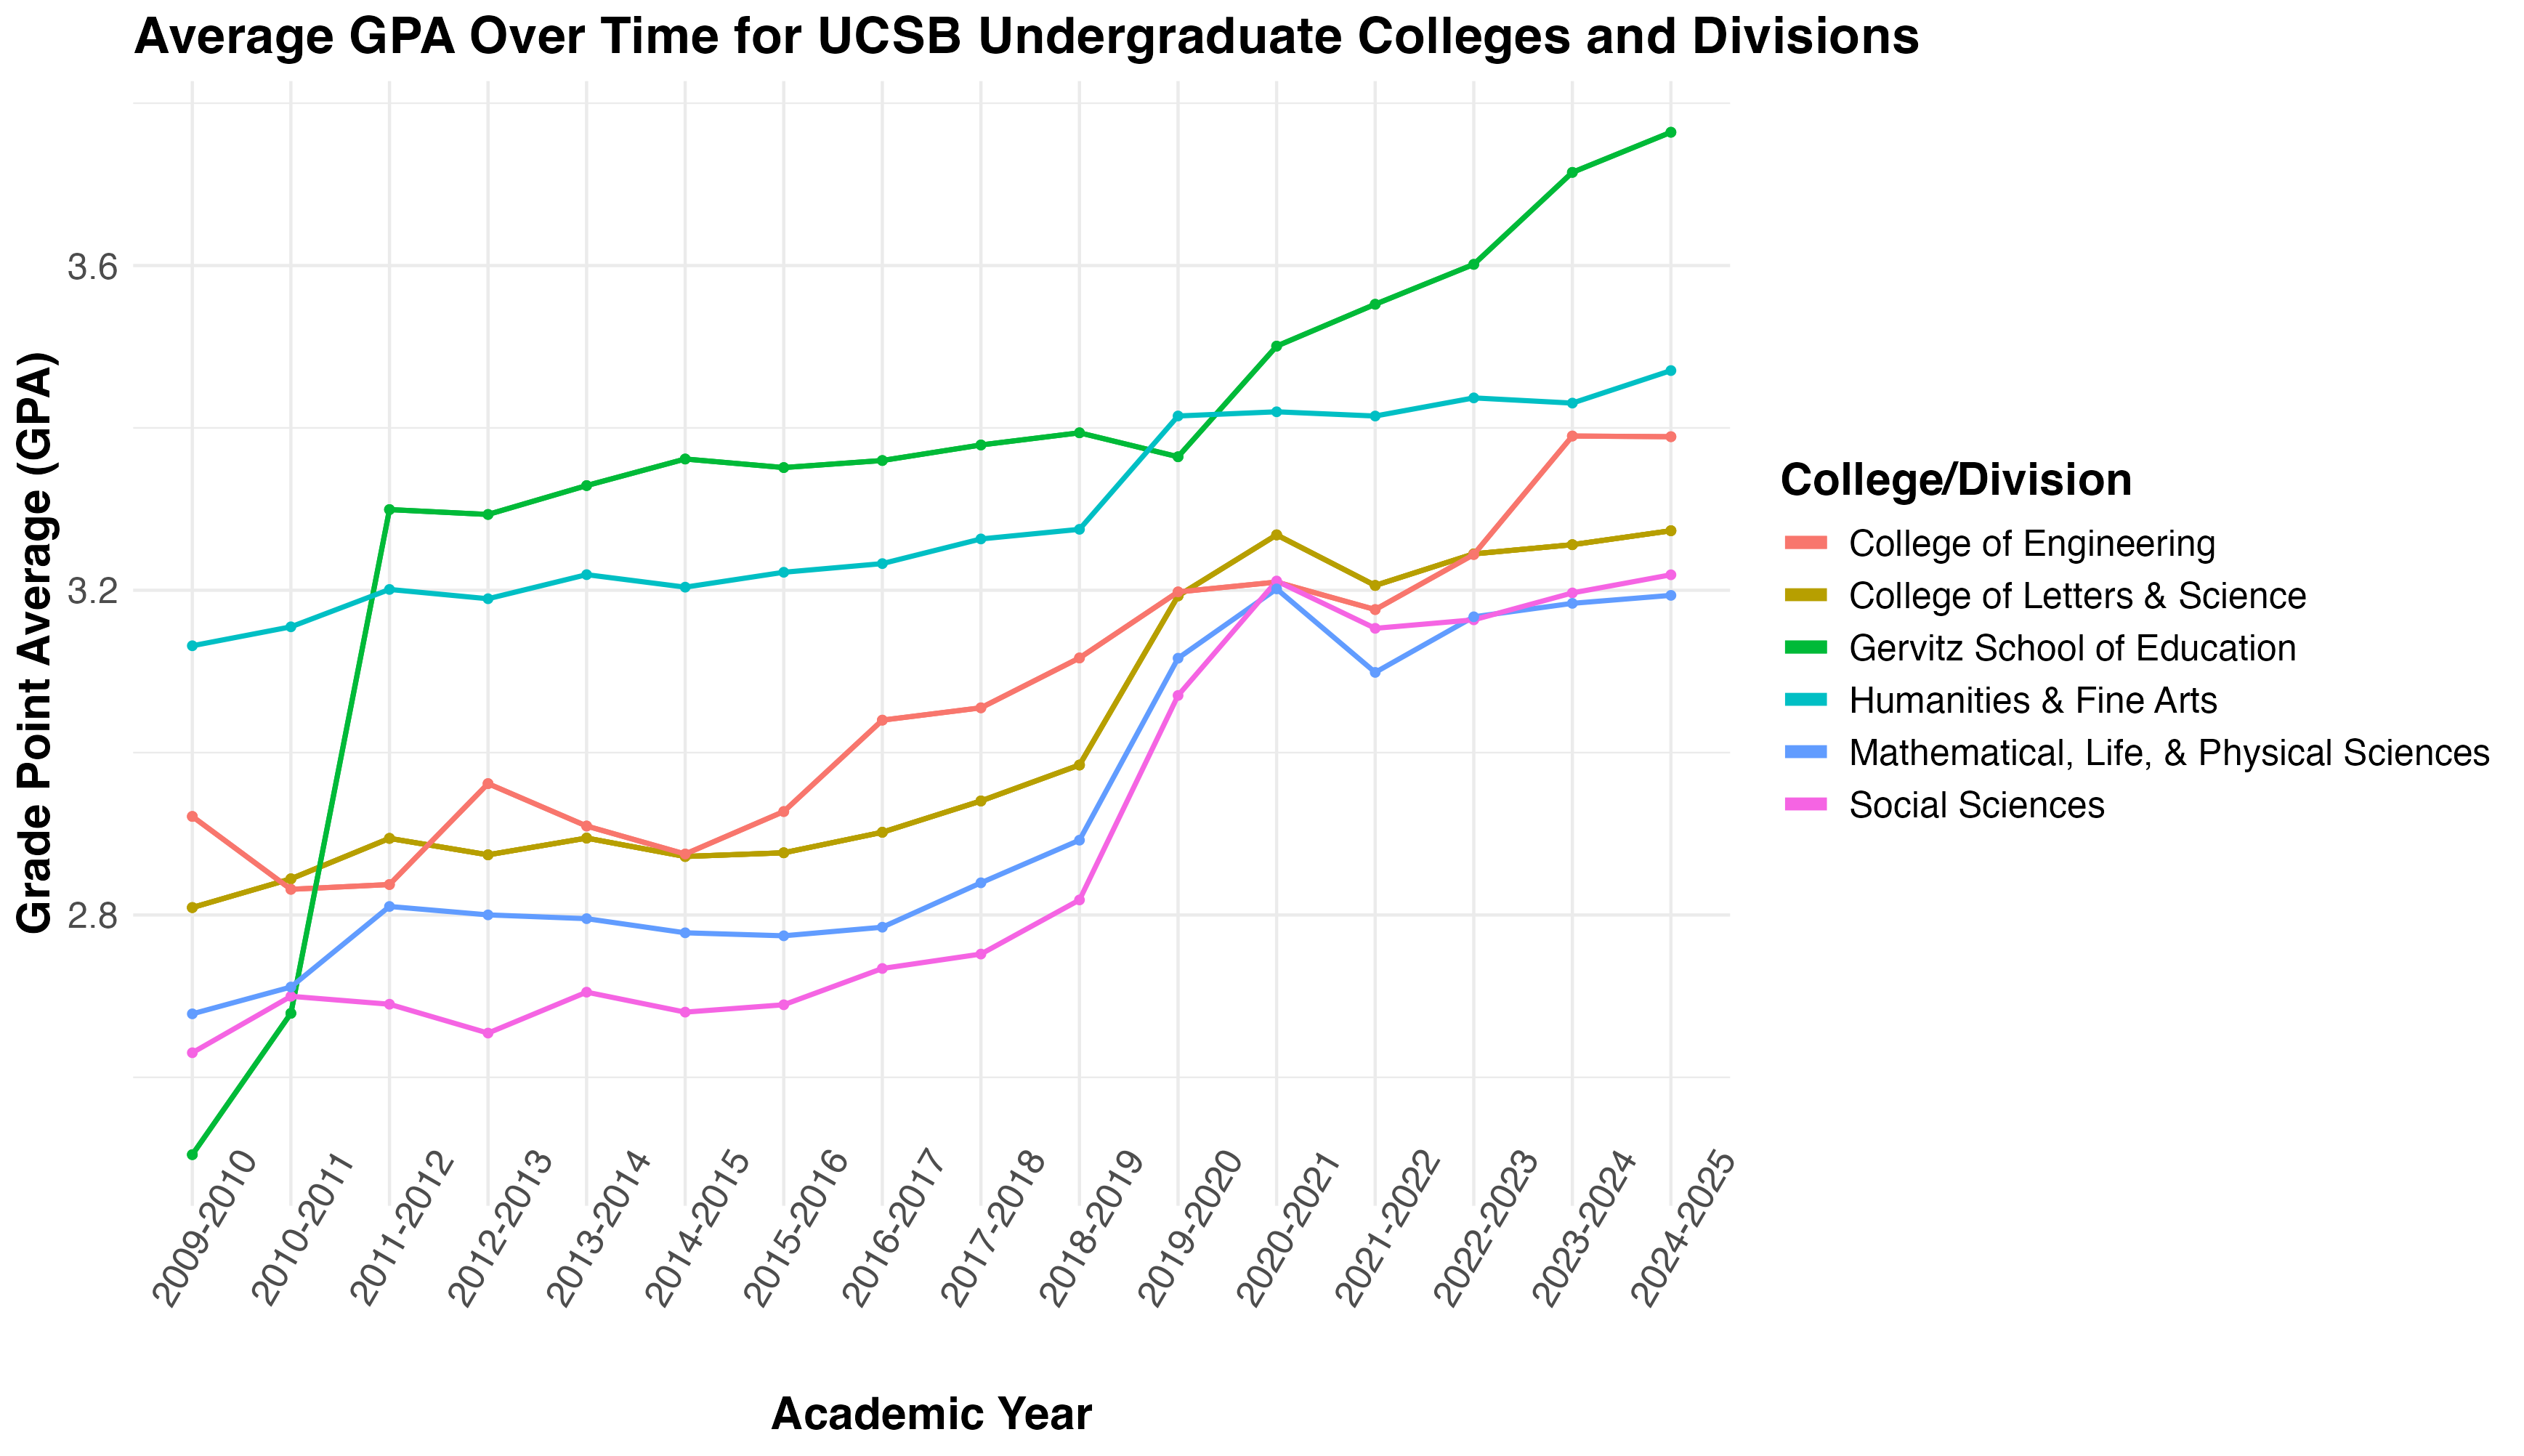 Average GPA Over Time for UCSB Undergraduate Colleges and Divisions
Grade Point Average (GPA)
3.6
3.2
2.8
2009-2010
2010-2011
2011-2012
2012-2013
2013-2014
2014-2015
2015-2016
2016-2017
2017-2018
2018-2019
2019-2020
2020-2021
2021-2022
2022-2023
2023-2024
2024-2025
Academic Year
College/Division
College of Engineering
College of Letters & Science
Gervitz School of Education
Humanities & Fine Arts
Mathematical, Life, & Physical Sciences
Social Sciences